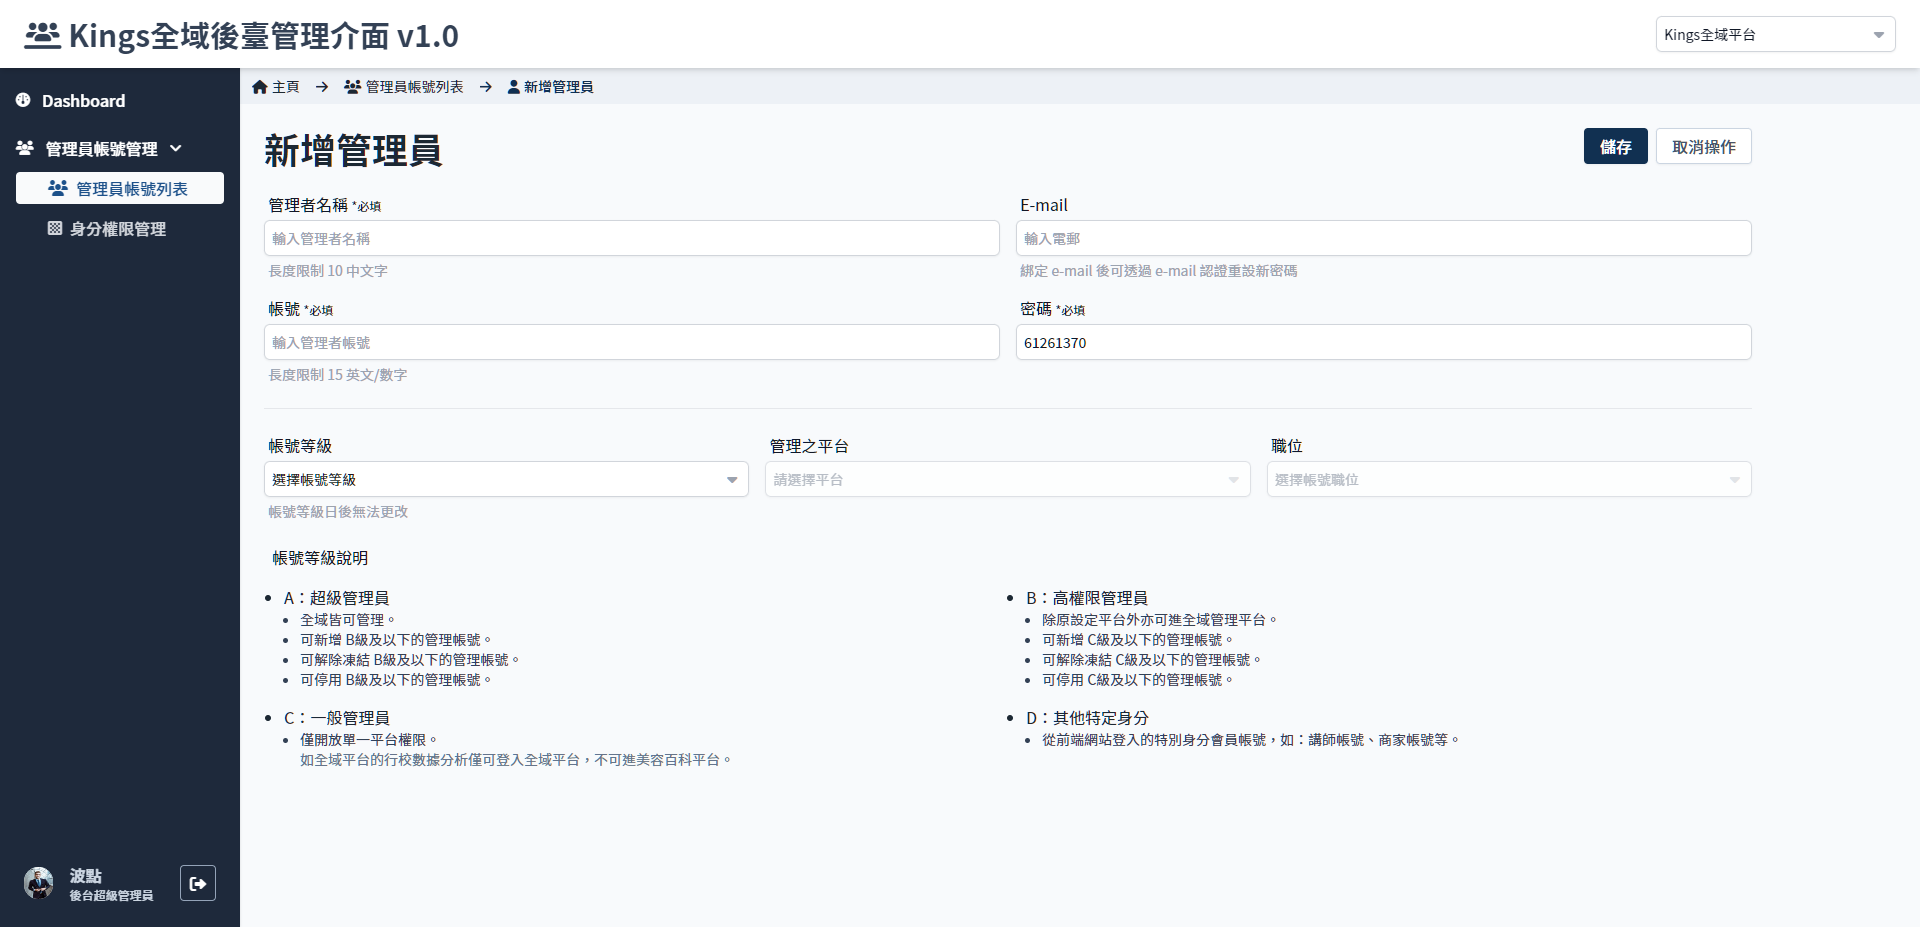 Kings全域後臺管理介面 v1.0
Kings全域平台
Dashboard
管理員帳號管理
管理員帳號列表
身分權限管理
主頁 → 管理員帳號列表 → 新增管理員
新增管理員
儲存
取消操作
管理者名稱 *必填
輸入管理者名稱
長度限制 10 中文字
E-mail
輸入電郵
綁定 e-mail 後可透過 e-mail 認證重設新密碼
帳號 *必填
輸入管理者帳號
長度限制 15 英文/數字
密碼 *必填
61261370
帳號等級
選擇帳號等級
帳號等級日後無法更改
管理之平台
請選擇平台
職位
選擇帳號職位
帳號等級說明
A：超級管理員
全域皆可管理。
可新增 B級及以下的管理帳號。
可解除凍結 B級及以下的管理帳號。
可停用 B級及以下的管理帳號。
B：高權限管理員
除原設定平台外亦可進全域管理平台。
可新增 C級及以下的管理帳號。
可解除凍結 C級及以下的管理帳號。
可停用 C級及以下的管理帳號。
C：一般管理員
僅開放單一平台權限。
如全域平台的行校數據分析僅可登入全域平台，不可進美容百科平台。
D：其他特定身分
從前端網站登入的特別身分會員帳號，如：講師帳號、商家帳號等。
波點
後台超級管理員